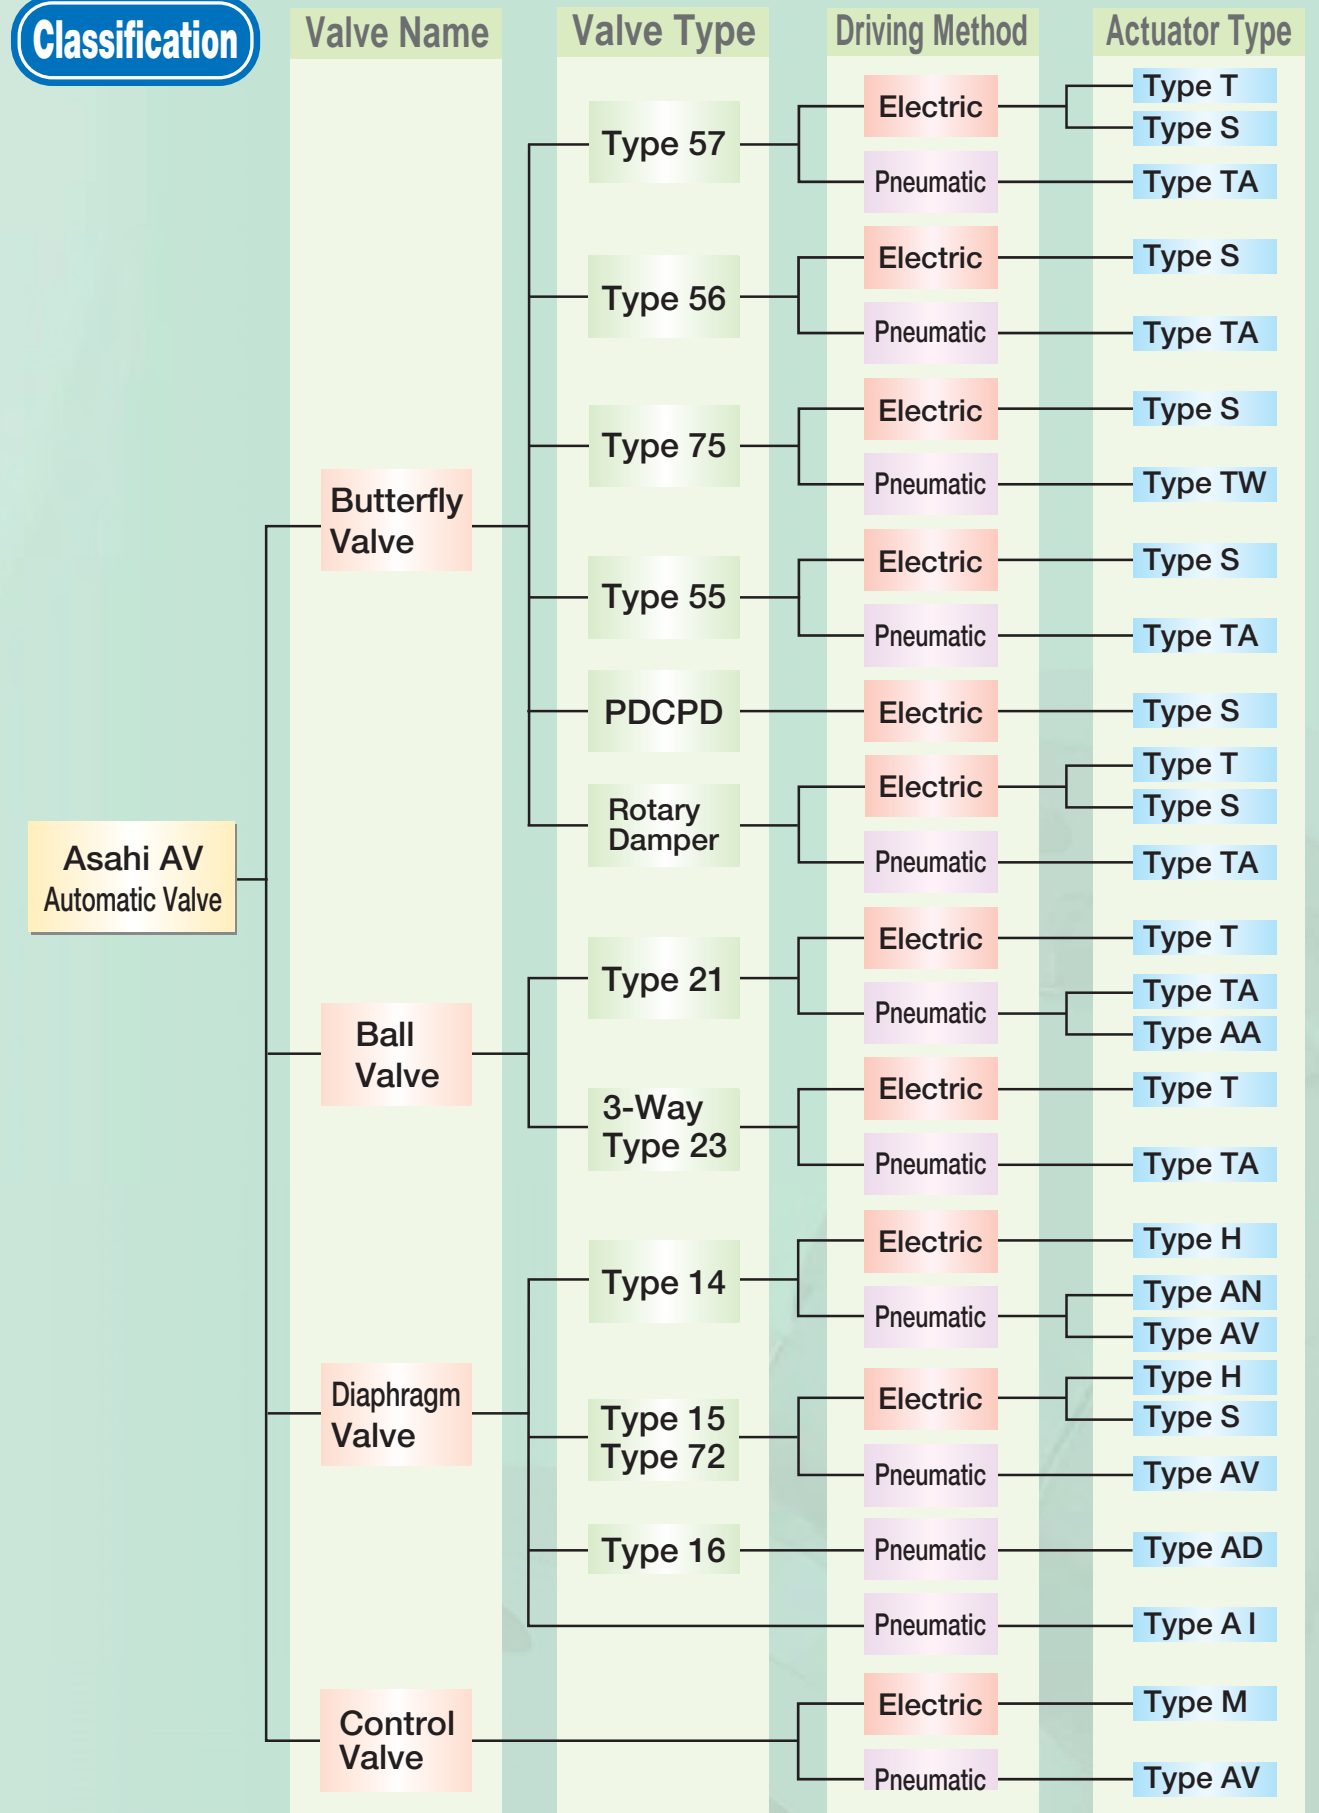 Classification
Valve Name
Valve Type
Driving Method
Actuator Type
Asahi AV
Automatic Valve
Butterfly
Valve
Type 57
Electric
Type T
Type S
Pneumatic
Type TA
Type 56
Electric
Type S
Pneumatic
Type TA
Type 75
Electric
Type S
Pneumatic
Type TW
Type 55
Electric
Type S
Pneumatic
Type TA
PDCPD
Electric
Type S
Rotary
Damper
Electric
Type T
Type S
Pneumatic
Type TA
Ball
Valve
Type 21
Electric
Type T
Pneumatic
Type TA
Type AA
3-Way
Type 23
Electric
Type T
Pneumatic
Type TA
Diaphragm
Valve
Type 14
Electric
Type H
Pneumatic
Type AN
Type AV
Type 15
Type 72
Electric
Type H
Type S
Pneumatic
Type AV
Type 16
Pneumatic
Type AD
Pneumatic
Type AI
Control
Valve
Electric
Type M
Pneumatic
Type AV